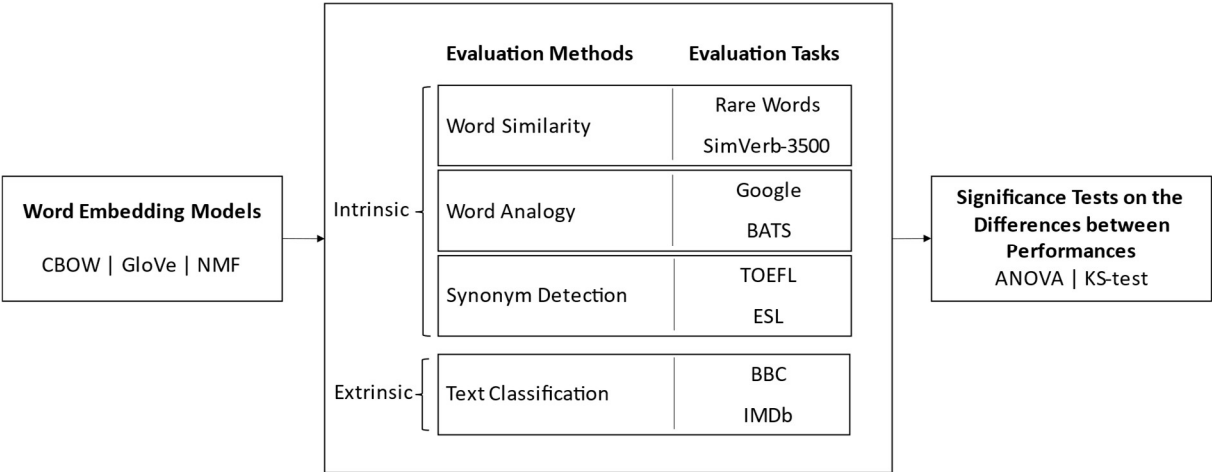 Word Embedding Models
CBOW | GloVe | NMF
Evaluation Methods
Evaluation Tasks
Intrinsic
Word Similarity
Rare Words
SimVerb-3500
Word Analogy
Google
BATS
Synonym Detection
TOEFL
ESL
Extrinsic
Text Classification
BBC
IMDb
Significance Tests on the
Differences between
Performances
ANOVA | KS-test